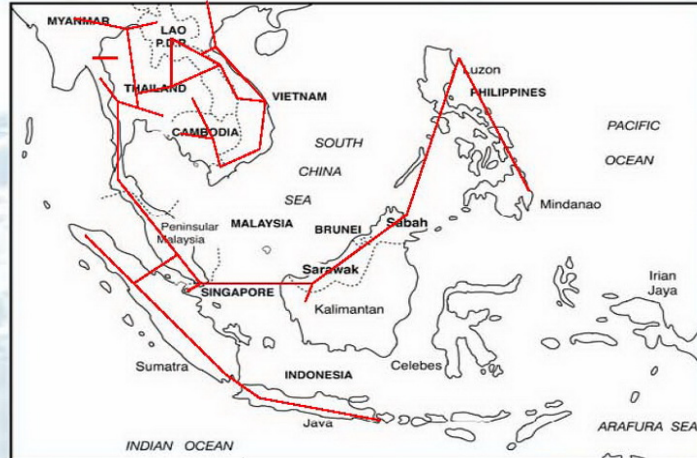 MYANMAR
LAO
P.D.R.
THAILAND
VIETNAM
CAMBODIA
Luzon
PHILIPPINES
PACIFIC
OCEAN
SOUTH
CHINA
SEA
Mindanao
Peninsular
Malaysia
MALAYSIA
BRUNEI
Sabah
Sarawak
SINGAPORE
Kalimantan
Irian
Jaya
Sumatra
INDONESIA
Celebes
Java
ARAFURA SEA
INDIAN OCEAN